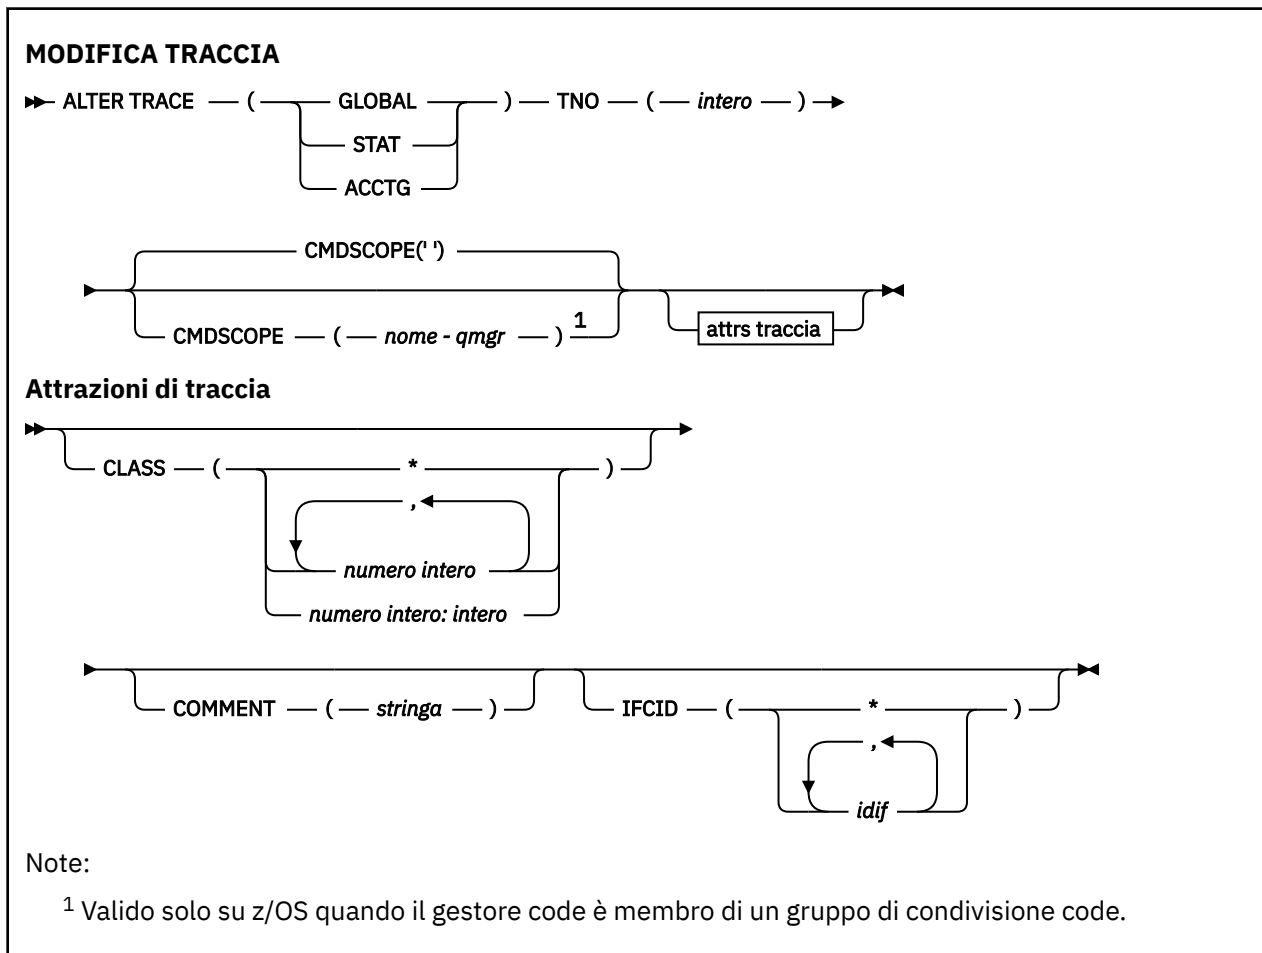 MODIFICA TRACCIA
ALTER TRACE ( GLOBAL ) TNO ( intero )
STAT
ACCTG
CMDSCOPE(' ')
CMDSCOPE ( nome - qmgr ) 1
attrs traccia
Attrazioni di traccia
CLASS ( * )
,
numero intero
numero intero: intero
COMMENT ( stringa ) IFCID ( * )
,
idif
Note:
1 Valido solo su z/OS quando il gestore code è membro di un gruppo di condivisione code.